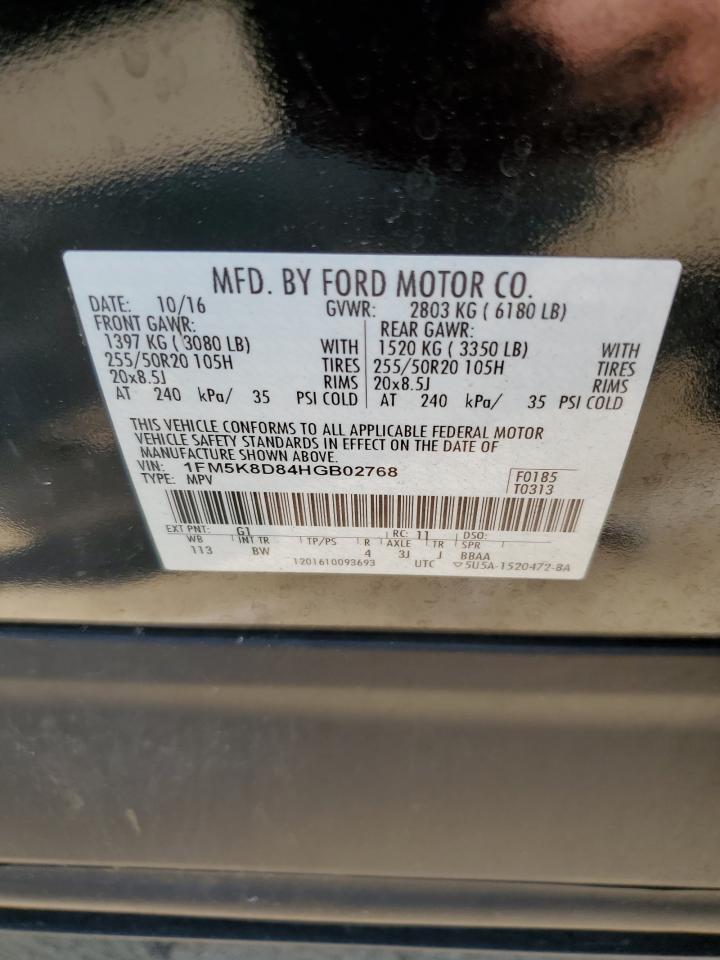 MFD. BY FORD MOTOR CO.
DATE: 10/16 GVWR: 2803 KG ( 6180 LB)
FRONT GAWR: REAR GAWR:
1397 KG ( 3080 LB) WITH 1520 KG ( 3350 LB) WITH
255/50R20 105H TIRES 255/50R20 105H TIRES
20x8.5J RIMS 20x8.5J RIMS
AT 240 kPa/ 35 PSI COLD AT 240 kPa/ 35 PSI COLD
THIS VEHICLE CONFORMS TO ALL APPLICABLE FEDERAL MOTOR
VEHICLE SAFETY STANDARDS IN EFFECT ON THE DATE OF
MANUFACTURE SHOWN ABOVE.
VIN: 1FM5K8D84HGB02768 F0185
TYPE: MPV T0313
EXT PNT: G1 RC: 11 DSO:
WB INT TR TP/PS R AXLE TR SPR
113 BW 4 3J J BBAA
1201610093693 UTC ▽5U5A-1520472-BA